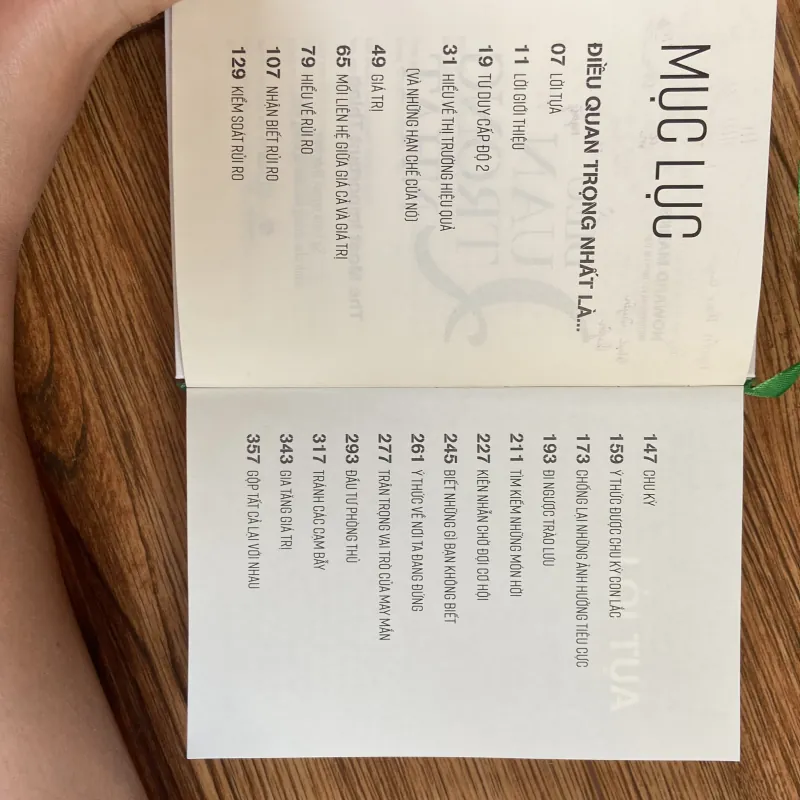 MỤC LỤC
ĐIỀU QUAN TRỌNG NHẤT LÀ...
07 LỜI TỰA
11 LỜI GIỚI THIỆU
19 TƯ DUY CẤP ĐỘ 2
31 HIỂU VỀ THỊ TRƯỜNG HIỆU QUẢ
(VÀ NHỮNG HẠN CHẾ CỦA NÓ)
49 GIÁ TRỊ
65 MỐI LIÊN HỆ GIỮA GIÁ CẢ VÀ GIÁ TRỊ
79 HIỂU VỀ RỦI RO
107 NHẬN BIẾT RỦI RO
129 KIỂM SOÁT RỦI RO
147 CHU KỲ
159 Ý THỨC ĐƯỢC CHU KỲ CON LẮC
173 CHỐNG LẠI NHỮNG ẢNH HƯỞNG TIÊU CỰC
193 ĐI NGƯỢC TRÀO LƯU
211 TÌM KIẾM NHỮNG MÓN HỜI
227 KIÊN NHẪN CHỜ ĐỢI CƠ HỘI
245 BIẾT NHỮNG GÌ BẠN KHÔNG BIẾT
261 Ý THỨC VỀ NƠI TA ĐANG ĐỨNG
277 TRÂN TRỌNG VAI TRÒ CỦA MAY MẮN
293 ĐẦU TƯ PHÒNG THỦ
317 TRÁNH CÁC CẠM BẪY
343 GIA TĂNG GIÁ TRỊ
357 GỘP TẤT CẢ LẠI VỚI NHAU
LỜI TỰA